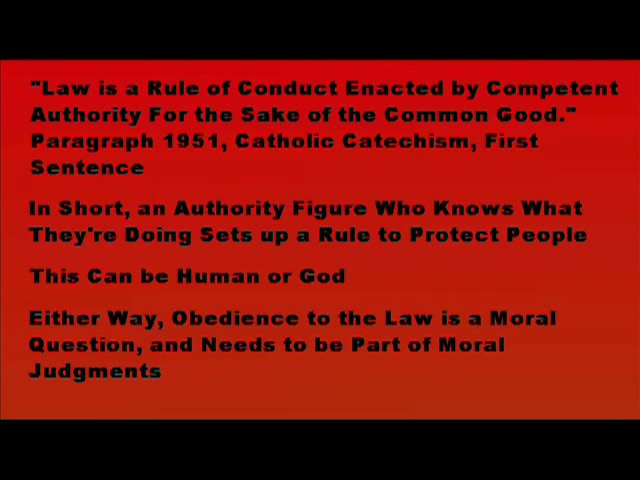 "Law is a Rule of Conduct Enacted by Competent
Authority For the Sake of the Common Good."
Paragraph 1951, Catholic Catechism, First
Sentence
In Short, an Authority Figure Who Knows What
They're Doing Sets up a Rule to Protect People
This Can be Human or God
Either Way, Obedience to the Law is a Moral
Question, and Needs to be Part of Moral
Judgments